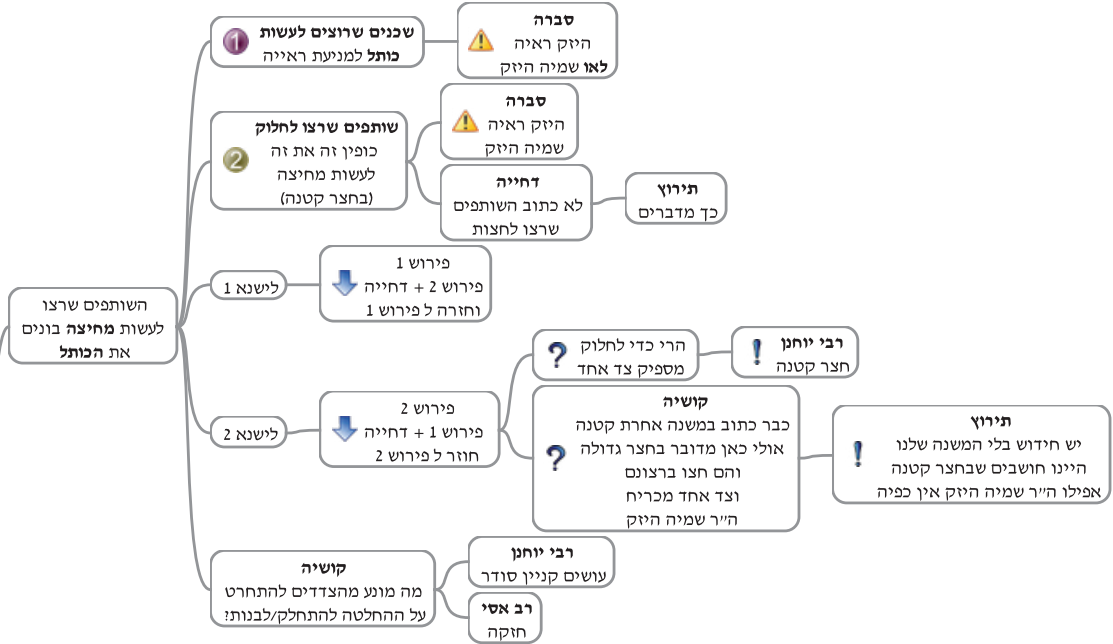 השותפים שרצו
לעשות מחיצה בונים
את הכותל
1
שכנים שרוצים לעשות
כותל למניעת ראייה
סברה
היזק ראיה
לאו שמיה היזק
2
שותפים שרצו לחלוק
כופין זה את זה
לעשות מחיצה
(בחצר קטנה)
סברה
היזק ראיה
שמיה היזק
דחייה
לא כתוב השותפים
שרצו לחצות
תירוץ
כך מדברים
לישנא 1
פירוש 1
פירוש 2 + דחייה
וחזרה ל פירוש 1
לישנא 2
פירוש 2
פירוש 1 + דחייה
חוזר ל פירוש 2
הרי כדי לחלוק
מספיק צד אחד
רבי יוחנן
חצר קטנה
קושיה
כבר כתוב במשנה אחרת קטנה
אולי כאן מדובר בחצר גדולה
והם חצו ברצונם
וצד אחד מכריח
ה״ר שמיה היזק
תירוץ
יש חידוש בלי המשנה שלנו
היינו חושבים שבחצר קטנה
אפילו ה״ר שמיה היזק אין כפיה
קושיה
מה מונע מהצדדים להתחרט
על ההחלטה להתחלק/לבנות?
רבי יוחנן
עושים קניין סודר
רב אסי
חזקה